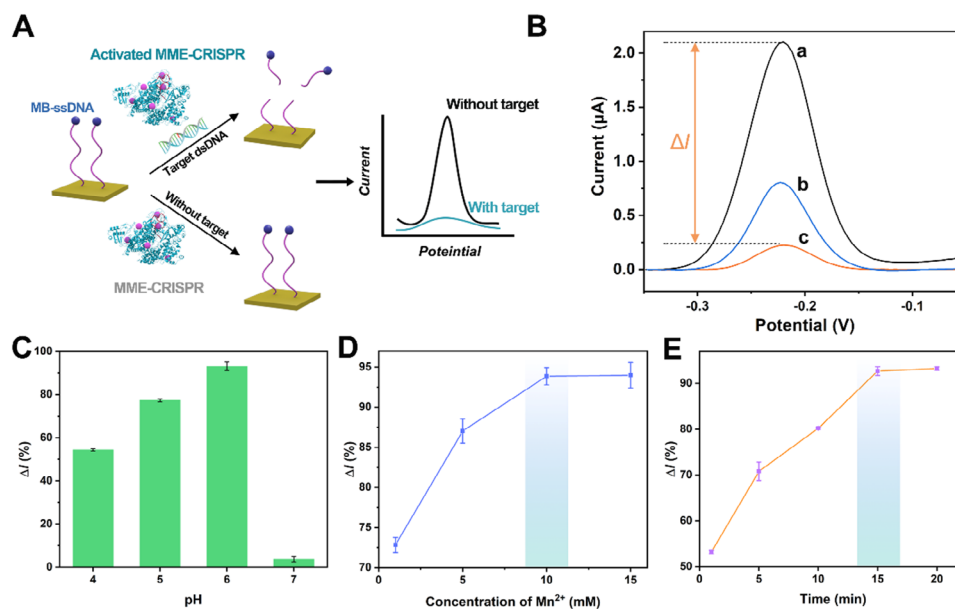 A
Activated MME-CRISPR
MB-ssDNA
Target dsDNA
Without target
MME-CRISPR
Current
Without target
With target
Poteintial
B
Current (μA)
2.0
1.5
1.0
0.5
0.0
ΔI
a
b
c
-0.3
-0.2
-0.1
Potential (V)
C
ΔI (%)
100
80
60
40
20
0
4
5
6
7
pH
D
ΔI (%)
95
90
85
80
75
70
0
5
10
15
Concentration of Mn²⁺ (mM)
E
ΔI (%)
90
80
70
60
50
0
5
10
15
20
Time (min)